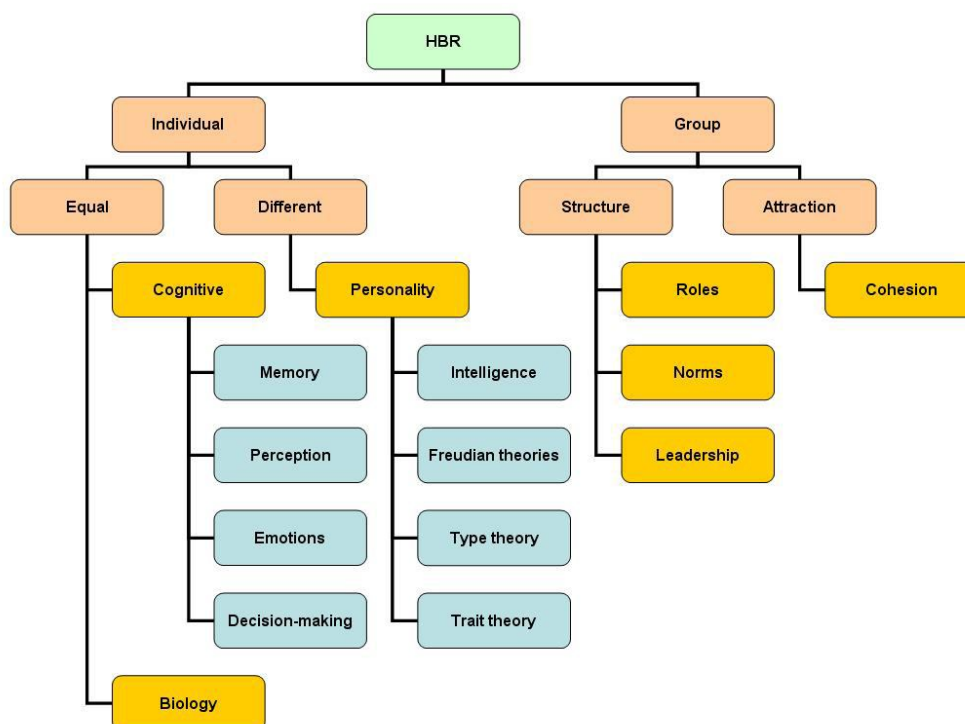 HBR
Individual
Group
Equal
Different
Structure
Attraction
Cognitive
Personality
Roles
Cohesion
Memory
Intelligence
Norms
Perception
Freudian theories
Leadership
Emotions
Type theory
Decision-making
Trait theory
Biology